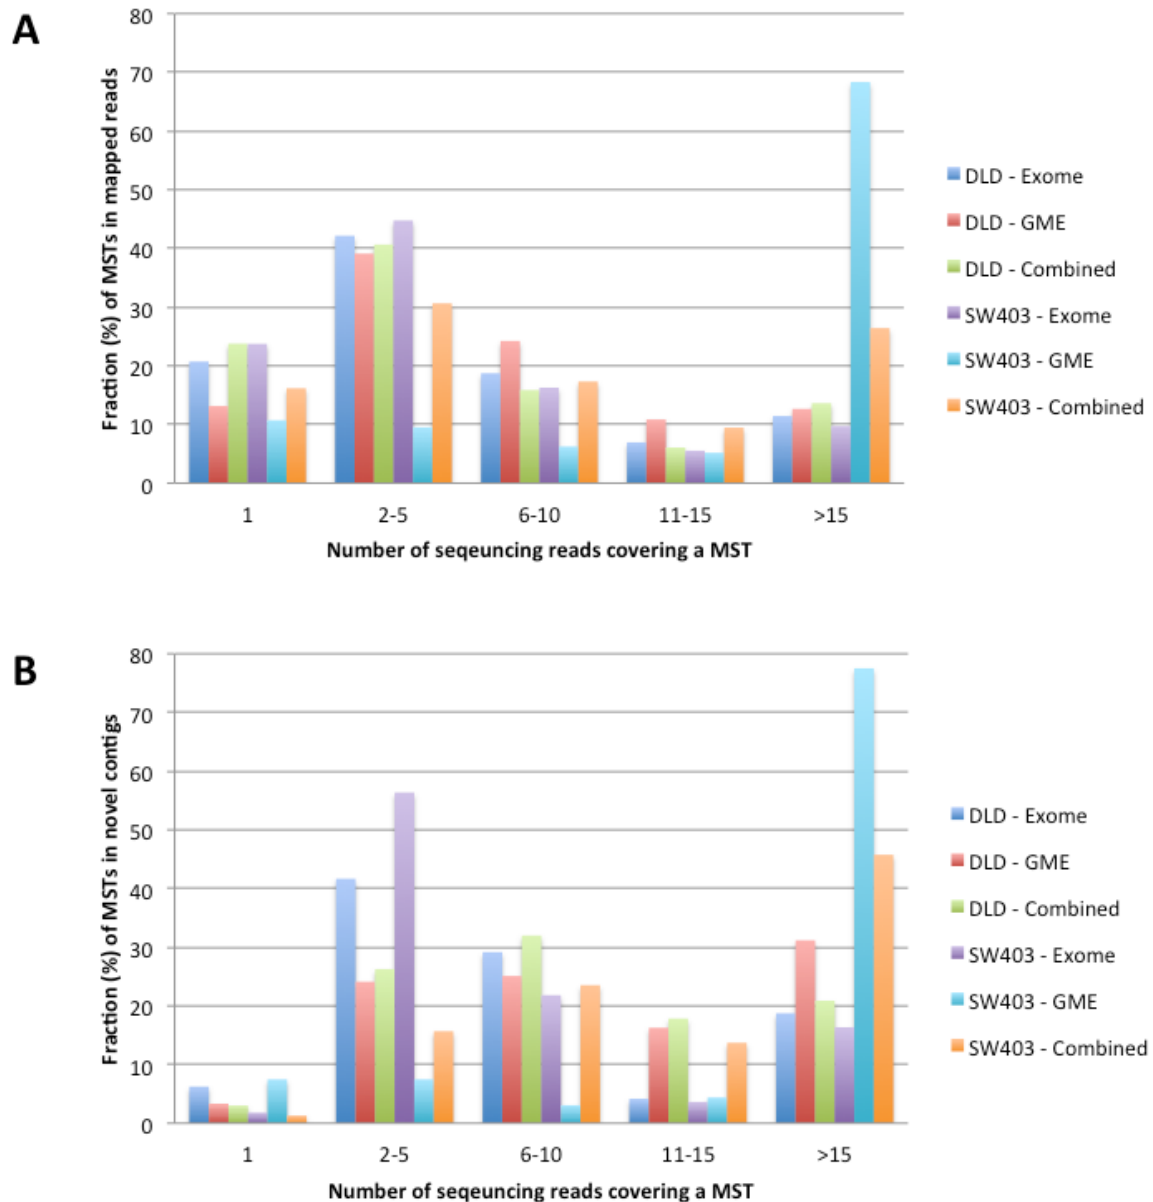 A
Fraction (%) of MSTs in mapped reads
80
70
60
50
40
30
20
10
0
1 2-5 6-10 11-15 >15
Number of seqeuncing reads covering a MST
DLD - Exome
DLD - GME
DLD - Combined
SW403 - Exome
SW403 - GME
SW403 - Combined
B
Fraction (%) of MSTs in novel contigs
80
70
60
50
40
30
20
10
0
1 2-5 6-10 11-15 >15
Number of seqeuncing reads covering a MST
DLD - Exome
DLD - GME
DLD - Combined
SW403 - Exome
SW403 - GME
SW403 - Combined